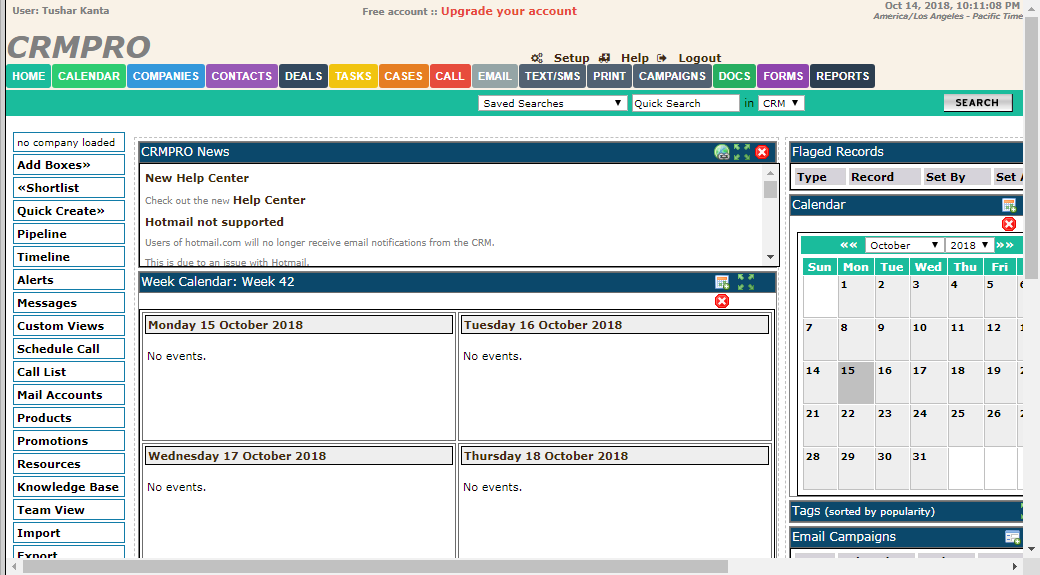 User: Tushar Kanta
Free account :: Upgrade your account
Oct 14, 2018, 10:11:08 PM
America/Los Angeles - Pacific Time
CRMPRO
Setup Help Logout
HOME CALENDAR COMPANIES CONTACTS DEALS TASKS CASES CALL EMAIL TEXT/SMS PRINT CAMPAIGNS DOCS FORMS REPORTS
Saved Searches Quick Search in CRM SEARCH
no company loaded
Add Boxes»
«Shortlist
Quick Create»
Pipeline
Timeline
Alerts
Messages
Custom Views
Schedule Call
Call List
Mail Accounts
Products
Promotions
Resources
Knowledge Base
Team View
Import
Export
CRMPRO News
New Help Center
Check out the new Help Center
Hotmail not supported
Users of hotmail.com will no longer receive email notifications from the CRM.
This is due to an issue with Hotmail.
Week Calendar: Week 42
Monday 15 October 2018
No events.
Tuesday 16 October 2018
No events.
Wednesday 17 October 2018
No events.
Thursday 18 October 2018
No events.
Flaged Records
Type Record Set By Set
Calendar
«« October 2018 »»
Sun Mon Tue Wed Thu Fri
1 2 3 4 5
7 8 9 10 11 12
14 15 16 17 18 19
21 22 23 24 25 26
28 29 30 31
Tags (sorted by popularity)
Email Campaigns